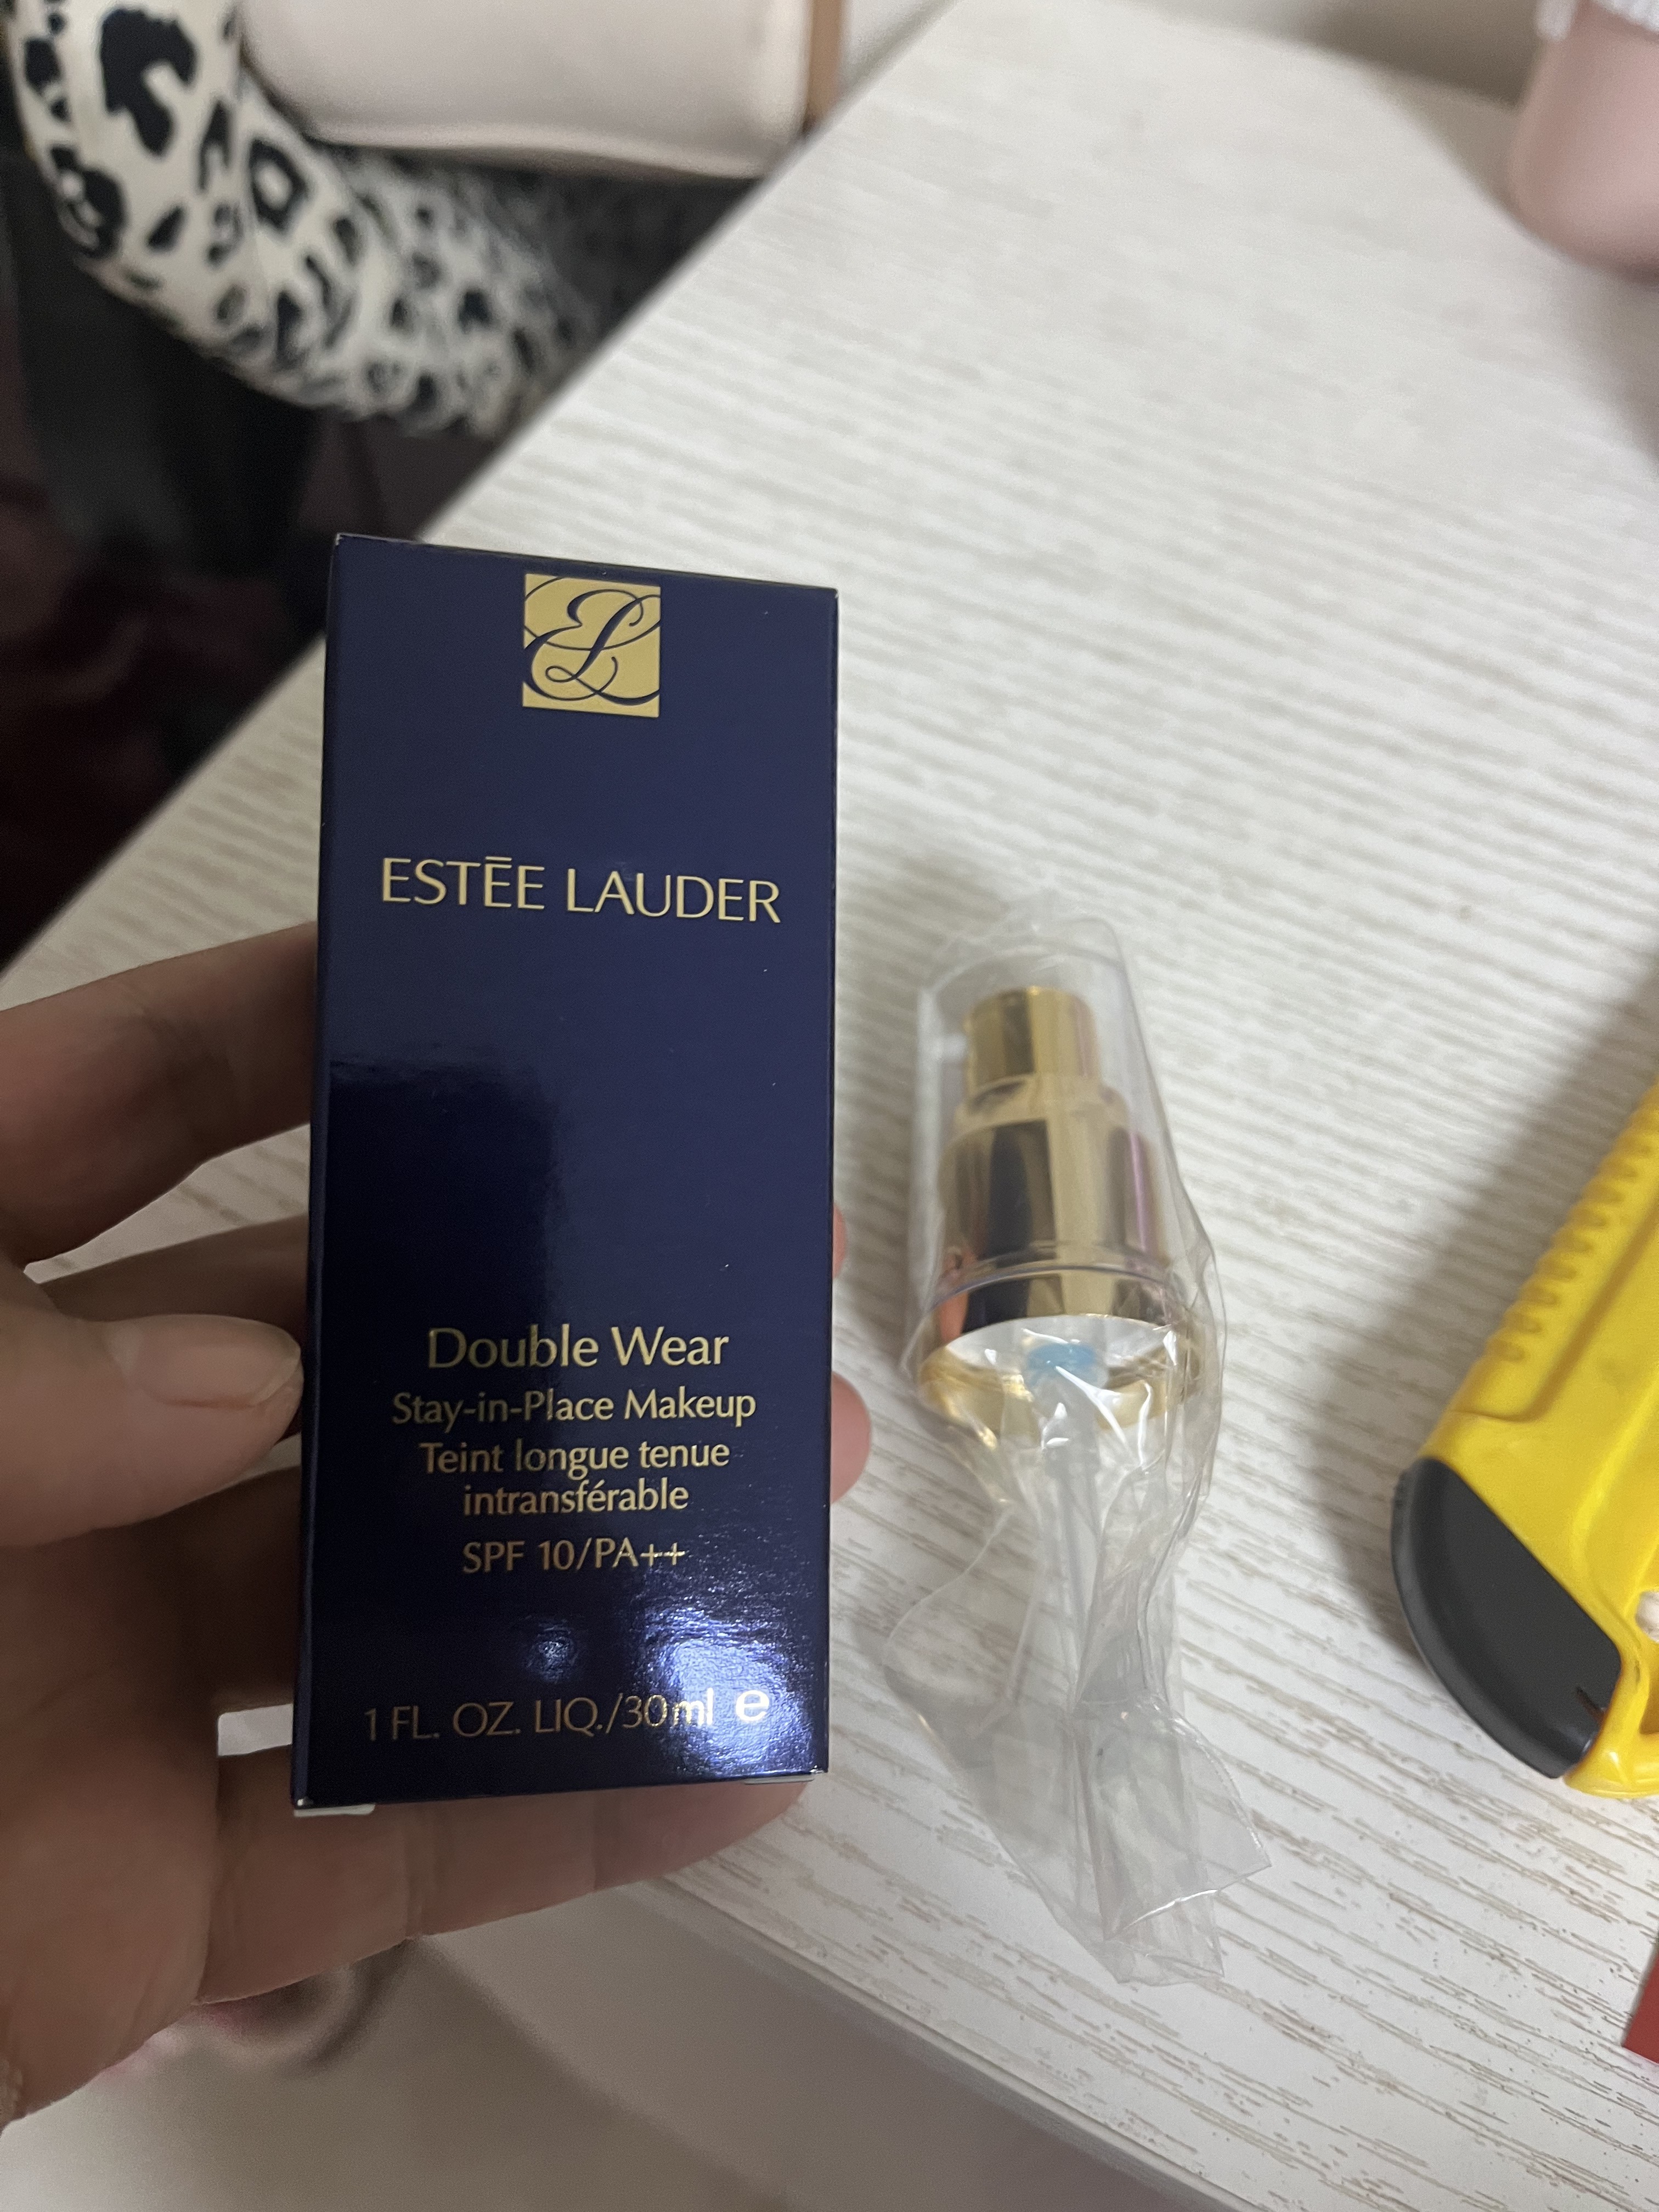 ESTĒE LAUDER
Double Wear
Stay-in-Place Makeup
Teint longue tenue
intransférable
SPF 10/PA++
1 FL. OZ. LIQ./30ml e